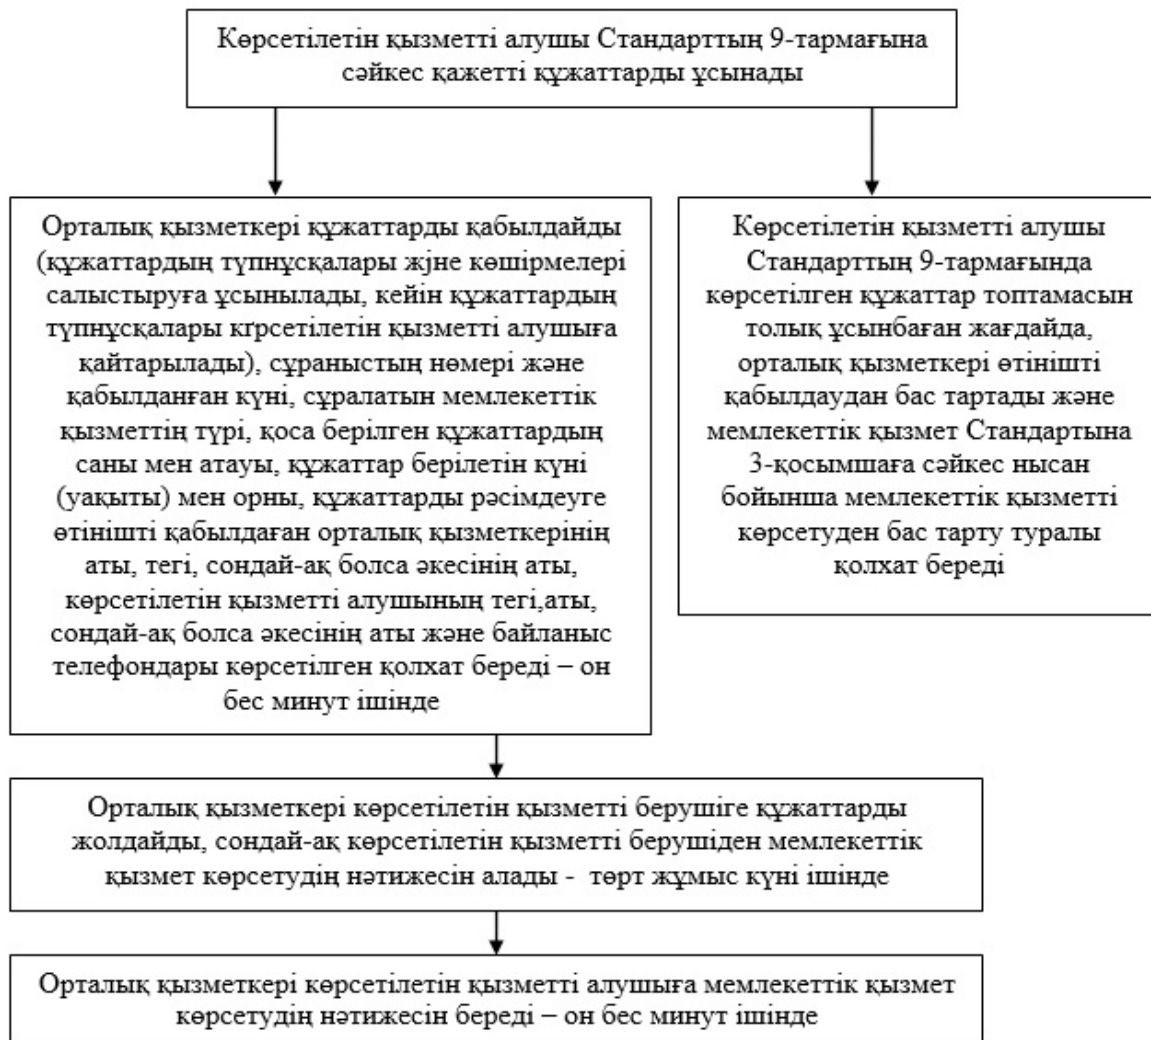 Көрсетілетін қызметті алушы Стандарттың 9-тармағына
сәйкес қажетті құжаттарды ұсынады
Орталық қызметкері құжаттарды қабылдайды
(құжаттардың түпнұсқалары жјне көшірмелері
салыстыруға ұсынылады, кейін құжаттардың
түпнұсқалары кґрсетілетін қызметті алушыға
қайтарылады), сұраныстың нөмері және
қабылданған күні, сұралатын мемлекеттік
қызметтің түрі, қоса берілген құжаттардың
саны мен атауы, құжаттар берілетін күні
(уақыты) мен орны, құжаттарды рәсімдеуге
өтінішті қабылдаған орталық қызметкерінің
аты, тегі, сондай-ақ болса әкесінің аты,
көрсетілетін қызметті алушының тегі,аты,
сондай-ақ болса әкесінің аты және байланыс
телефондары көрсетілген қолхат береді – он
бес минут ішінде
Көрсетілетін қызметті алушы
Стандарттың 9-тармағында
көрсетілген құжаттар топтамасын
толық ұсынбаған жағдайда,
орталық қызметкері өтінішті
қабылдаудан бас тартады және
мемлекеттік қызмет Стандартына
3-қосымшаға сәйкес нысан
бойынша мемлекеттік қызметті
көрсетуден бас тарту туралы
қолхат береді
Орталық қызметкері көрсетілетін қызметті берушіге құжаттарды
жолдайды, сондай-ақ көрсетілетін қызметті берушіден мемлекеттік
қызмет көрсетудің нәтижесін алады - төрт жұмыс күні ішінде
Орталық қызметкері көрсетілетін қызметті алушыға мемлекеттік қызмет
көрсетудің нәтижесін береді – он бес минут ішінде